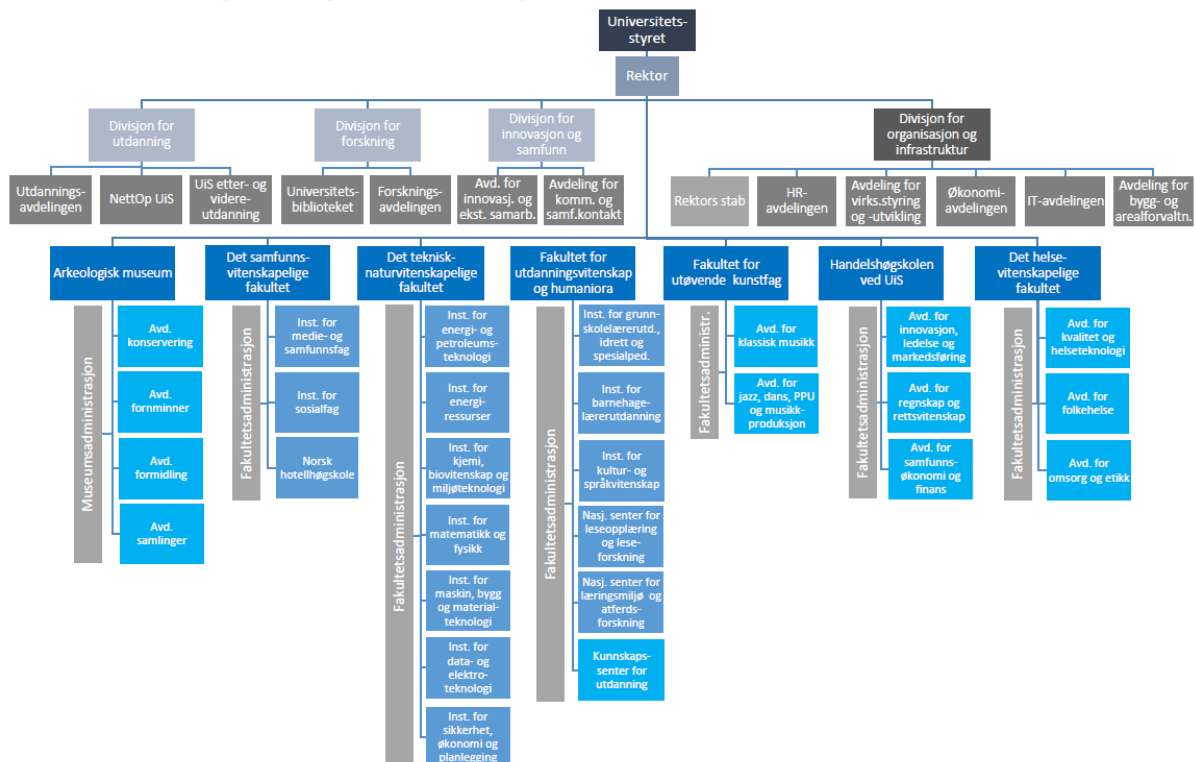 Universitets-
styret
Rektor
Divisjon for
utdanning
Divisjon for
forskning
Divisjon for
innovasjon og
samfunn
Divisjon for
organisasjon og
infrastruktur
Utdannings-
avdelingen
NettOp UiS
UiS etter- og
videre-
utdanning
Universitets-
biblioteket
Forsknings-
avdelingen
Avd. for
innovasj. og
ekst. samarb.
Avdeling for
komm. og
samf.kontakt
Rektors stab
HR-
avdelingen
Avdeling for
virks.styring
og -utvikling
Økonomi-
avdelingen
IT-avdelingen
Avdeling for
bygg- og
arealforvaltn.
Arkeologisk museum
Det samfunns-
vitenskapelige
fakultet
Det teknisk-
naturvitenskapelige
fakultet
Fakultet for
utdanningsvitenskap
og humaniora
Fakultet for
utøvende kunstfag
Handelshøgskolen
ved UiS
Det helse-
vitenskapelige
fakultet
Museumsadministrasjon
Avd.
konservering
Avd.
fornminner
Avd.
formidling
Avd.
samlinger
Fakultetsadministrasjon
Inst. for
medie- og
samfunnsfag
Inst. for
sosialfag
Norsk
hotellhøgskole
Fakultetsadministrasjon
Inst. for
energi- og
petroleums-
teknologi
Inst. for
energi-
ressurser
Inst. for
kjemi,
biovitenskap og
miljøteknologi
Inst. for
matematikk og
fysikk
Inst. for
maskin, bygg
og material-
teknologi
Inst. for
data- og
elektro-
teknologi
Inst. for
sikkerhet,
økonomi og
planlegging
Fakultetsadministrasjon
Inst. for grunn-
skolelærerutd.,
idrett og
spesialped.
Inst. for
barnehage-
lærerutdanning
Inst. for
kultur- og
språkvitenskap
Nasj. senter for
leseopplæring
og lese-
forskning
Nasj. senter for
læringsmiljø og
atferds-
forskning
Kunnskaps-
senter for
utdanning
Fakultetsadministr.
Avd. for
klassisk musikk
Avd. for
jazz, dans, PPU
og musikk-
produksjon
Fakultetsadministrasjon
Avd. for
innovasjon,
ledelse og
markedsføring
Avd. for
regnskap og
rettsvitenskap
Avd. for
samfunns-
økonomi og
finans
Fakultetsadministrasjon
Avd. for
kvalitet og
helseteknologi
Avd. for
folkehelse
Avd. for
omsorg og etikk